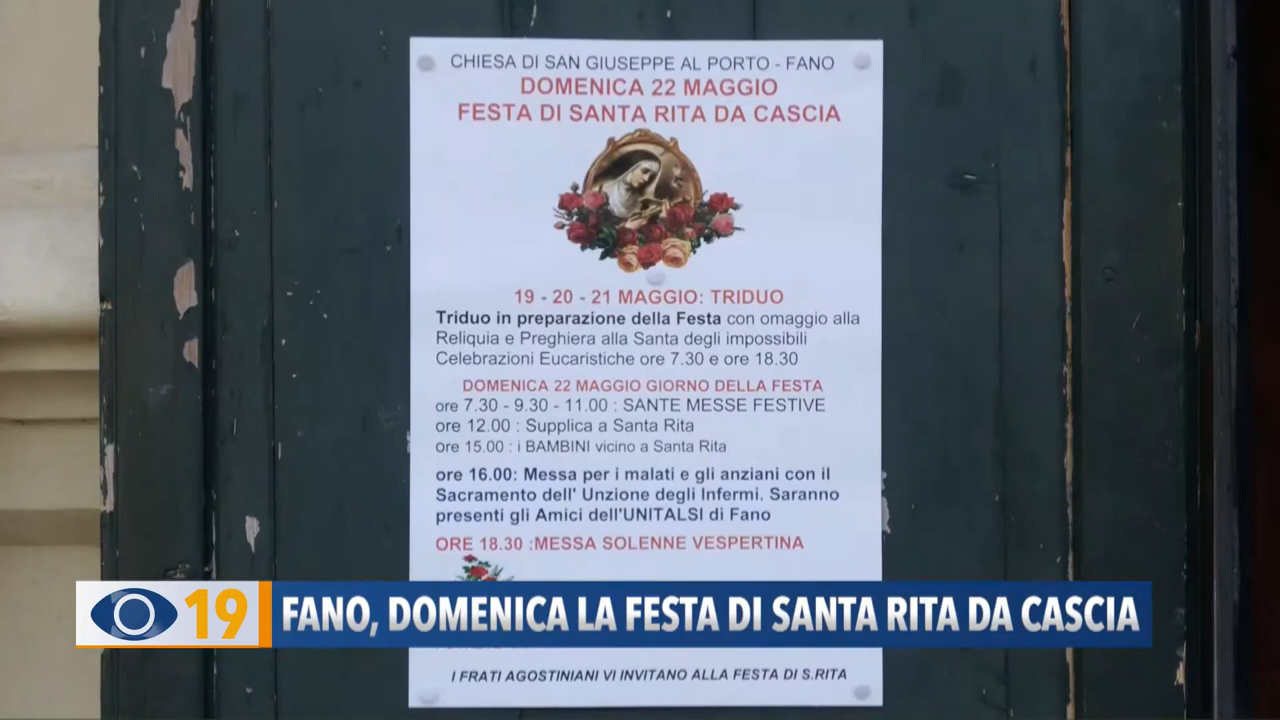 CHIESA DI SAN GIUSEPPE AL PORTO - FANO
DOMENICA 22 MAGGIO
FESTA DI SANTA RITA DA CASCIA
19 - 20 - 21 MAGGIO: TRIDUO
Triduo in preparazione della Festa con omaggio alla
Reliquia e Preghiera alla Santa degli impossibili
Celebrazioni Eucaristiche ore 7.30 e ore 18.30
DOMENICA 22 MAGGIO GIORNO DELLA FESTA
ore 7.30 - 9.30 - 11.00 : SANTE MESSE FESTIVE
ore 12.00 : Supplica a Santa Rita
ore 15.00 : i BAMBINI vicino a Santa Rita
ore 16.00: Messa per i malati e gli anziani con il
Sacramento dell' Unzione degli Infermi. Saranno
presenti gli Amici dell'UNITALSI di Fano
ORE 18.30 :MESSA SOLENNE VESPERTINA
19
FANO, DOMENICA LA FESTA DI SANTA RITA DA CASCIA
I FRATI AGOSTINIANI VI INVITANO ALLA FESTA DI S.RITA